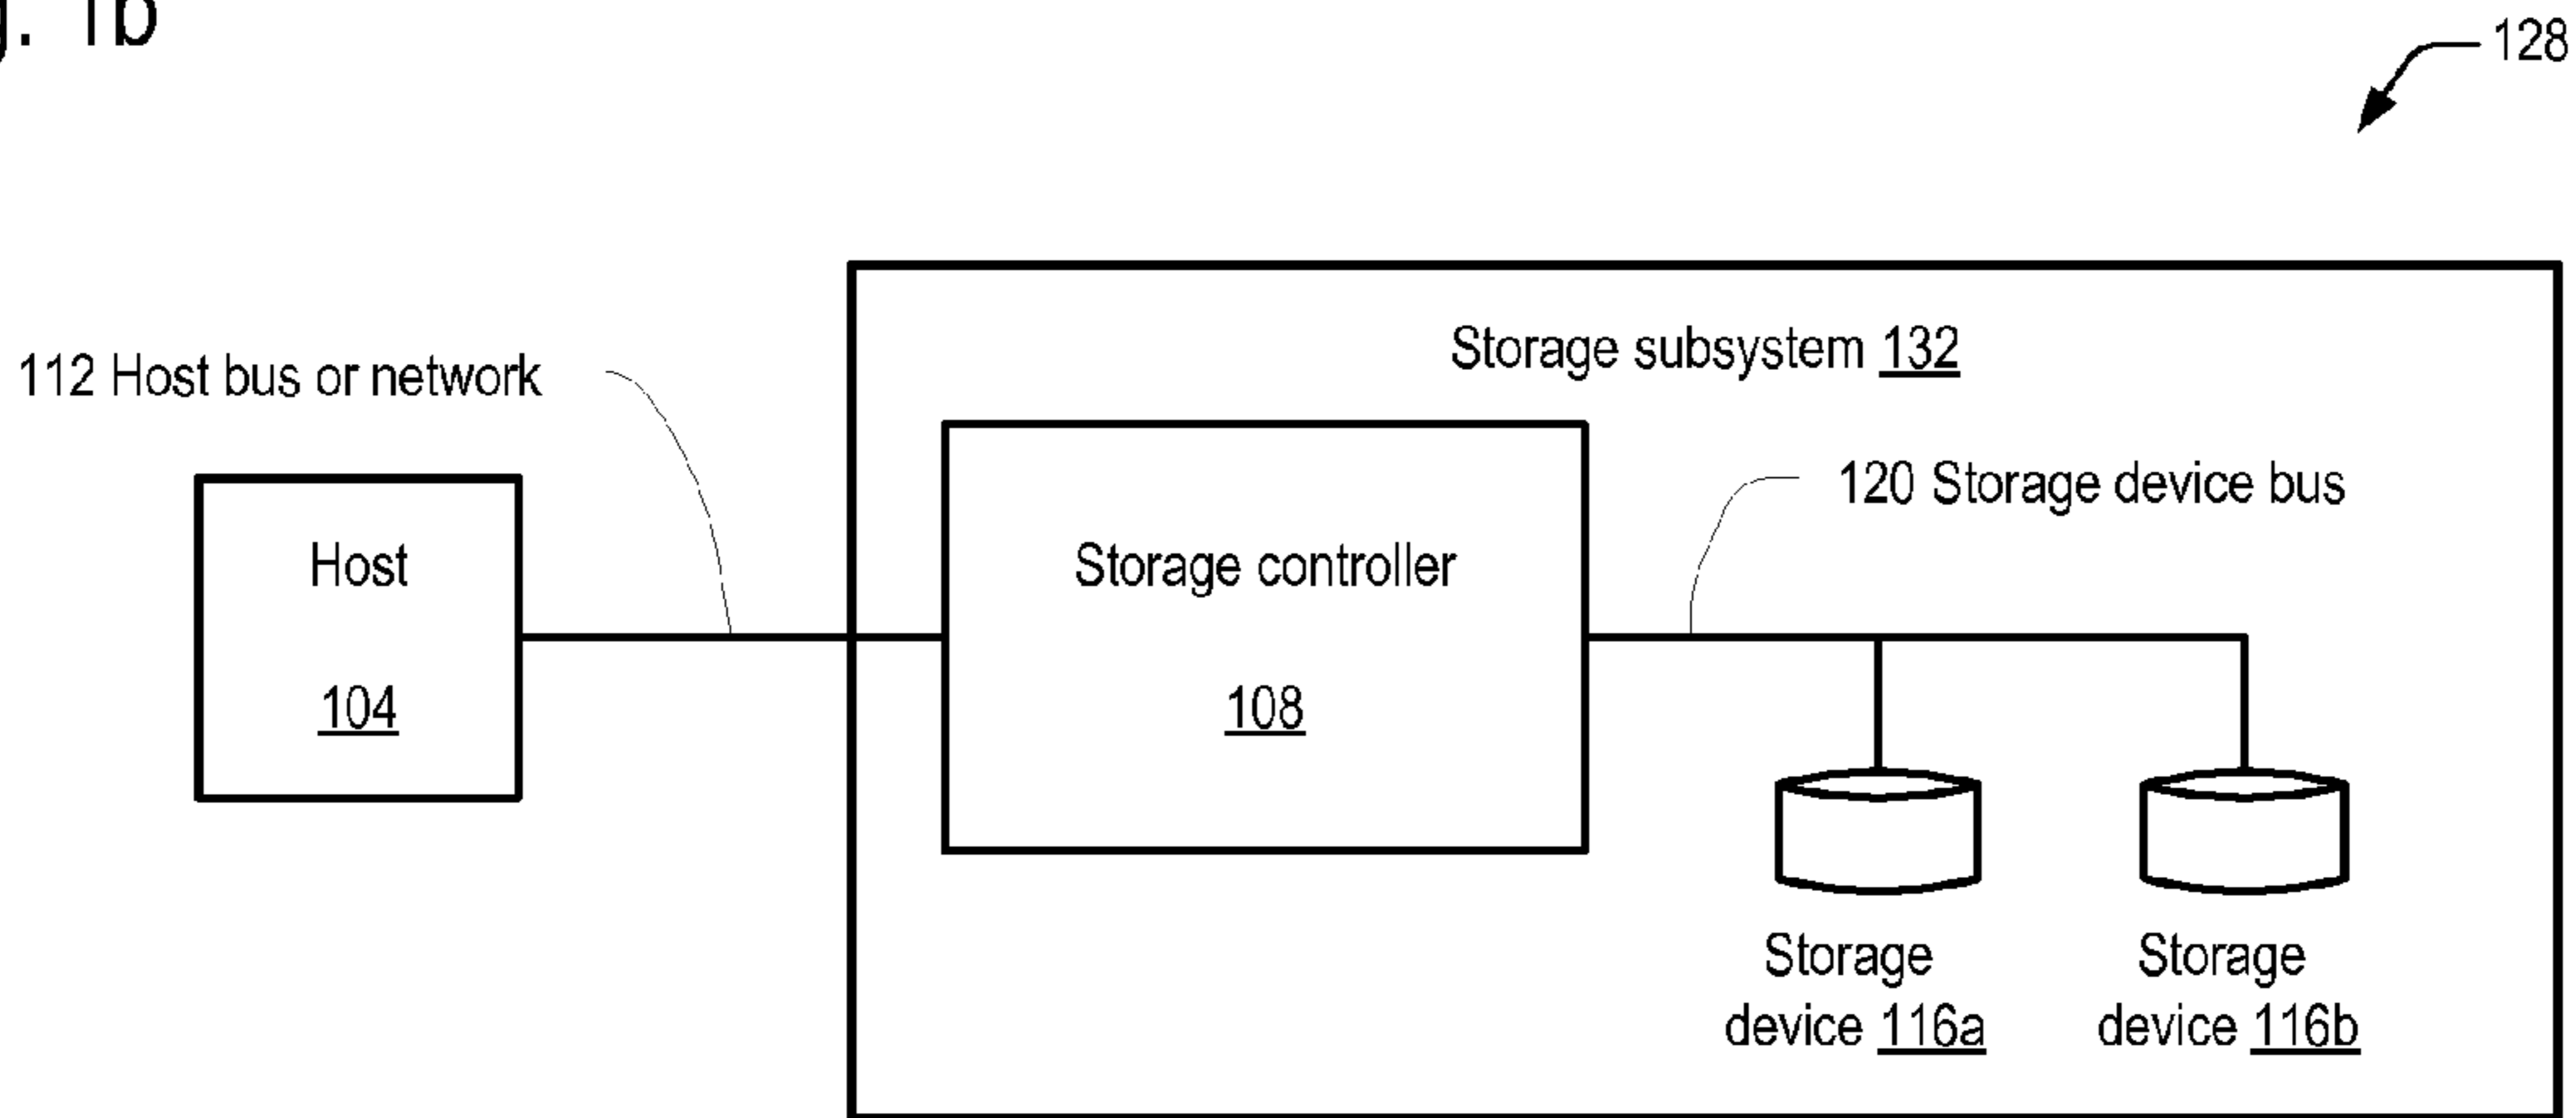 . 1b
128
Storage subsystem 132
112 Host bus or network
120 Storage device bus
Host
104
Storage controller
108
Storage
device 116a
Storage
device 116b